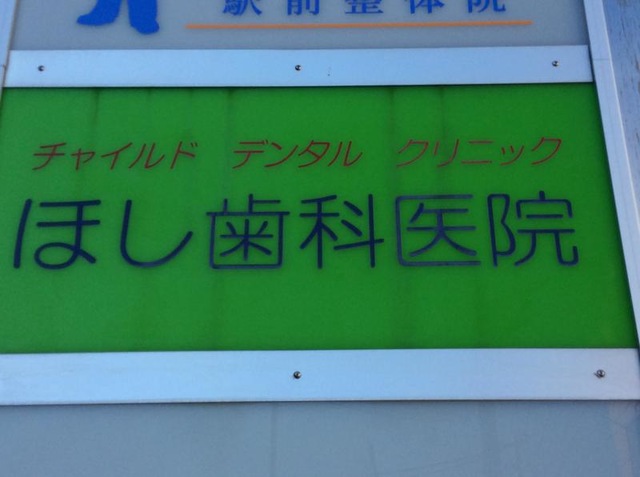 駅前整体院
チャイルド デンタル クリニック
ほし歯科医院